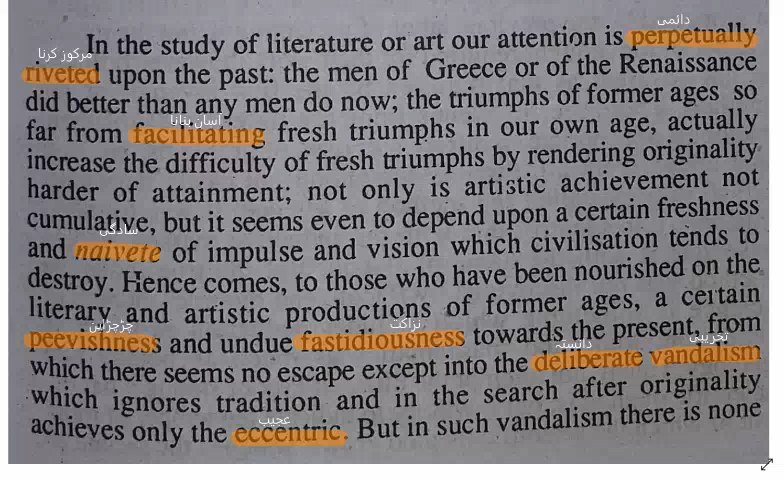 دائمی
In the study of literature or art our attention is perpetually
مرکوز کرنا
riveted upon the past: the men of Greece or of the Renaissance
did better than any men do now; the triumphs of former ages so
آسان بنانا
far from facilitating fresh triumphs in our own age, actually
increase the difficulty of fresh triumphs by rendering originality
harder of attainment; not only is artistic achievement not
cumulative, but it seems even to depend upon a certain freshness
سادگی
and naivete of impulse and vision which civilisation tends to
destroy. Hence comes, to those who have been nourished on the
literary and artistic productions of former ages, a certain
چڑچڑاپن نزاکت
peevishness and undue fastidiousness towards the present, from
دانستہ تخریبی
which there seems no escape except into the deliberate vandalism
which ignores tradition and in the search after originality
عجیب
achieves only the eccentric. But in such vandalism there is none